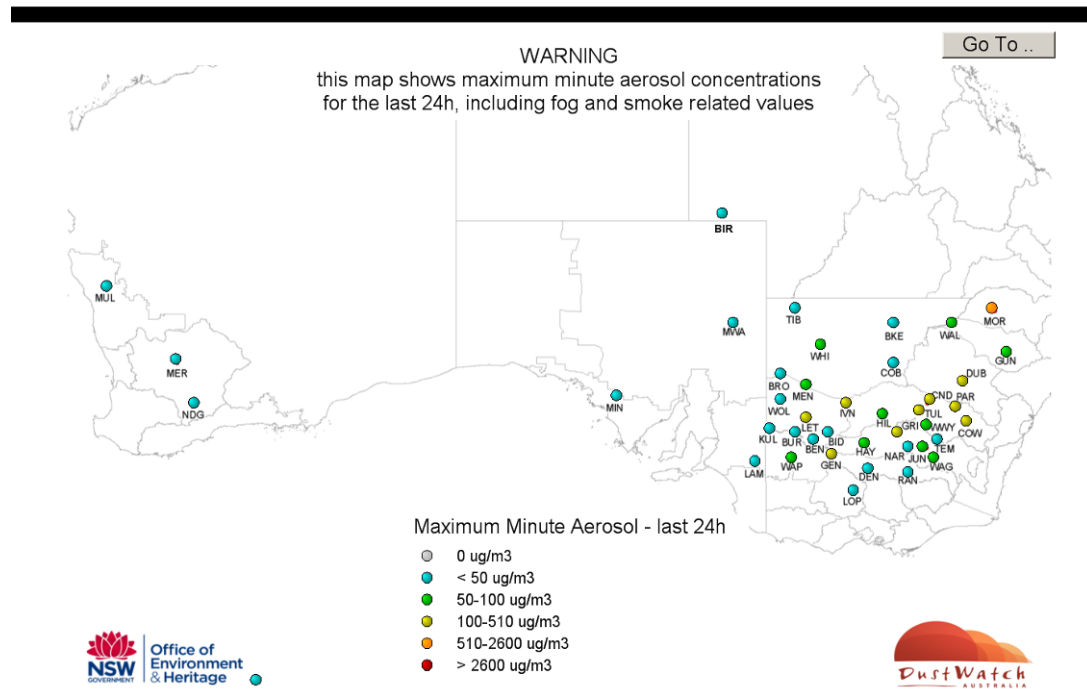 Go To ..
WARNING
this map shows maximum minute aerosol concentrations
for the last 24h, including fog and smoke related values
BIR
MUL
TIB
MOR
MWA
BKE
WAL
WHI
GUN
MER
COB
DUB
BRO
MEN
CND
PAR
NDG
MIN
WOL
IVN
TUL
HIL
LET
GRI
WWY
COW
KUL
BUR
BID
BEN
HAY
NAR
JUN
TEM
LAM
WAP
GEN
WAG
DEN
RAN
LOP
Maximum Minute Aerosol - last 24h
0 ug/m3
< 50 ug/m3
50-100 ug/m3
100-510 ug/m3
510-2600 ug/m3
> 2600 ug/m3
NSW
GOVERNMENT
Office of
Environment
& Heritage
DustWatch
AUSTRALIA